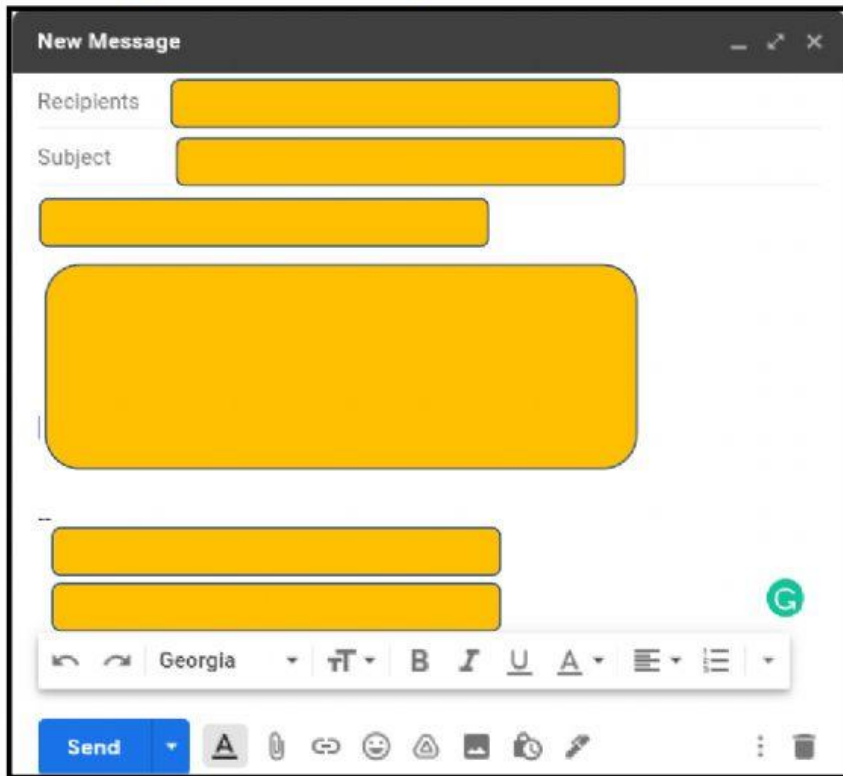 New Message
Recipients
Subject
--
Georgia
B I U A
Send A